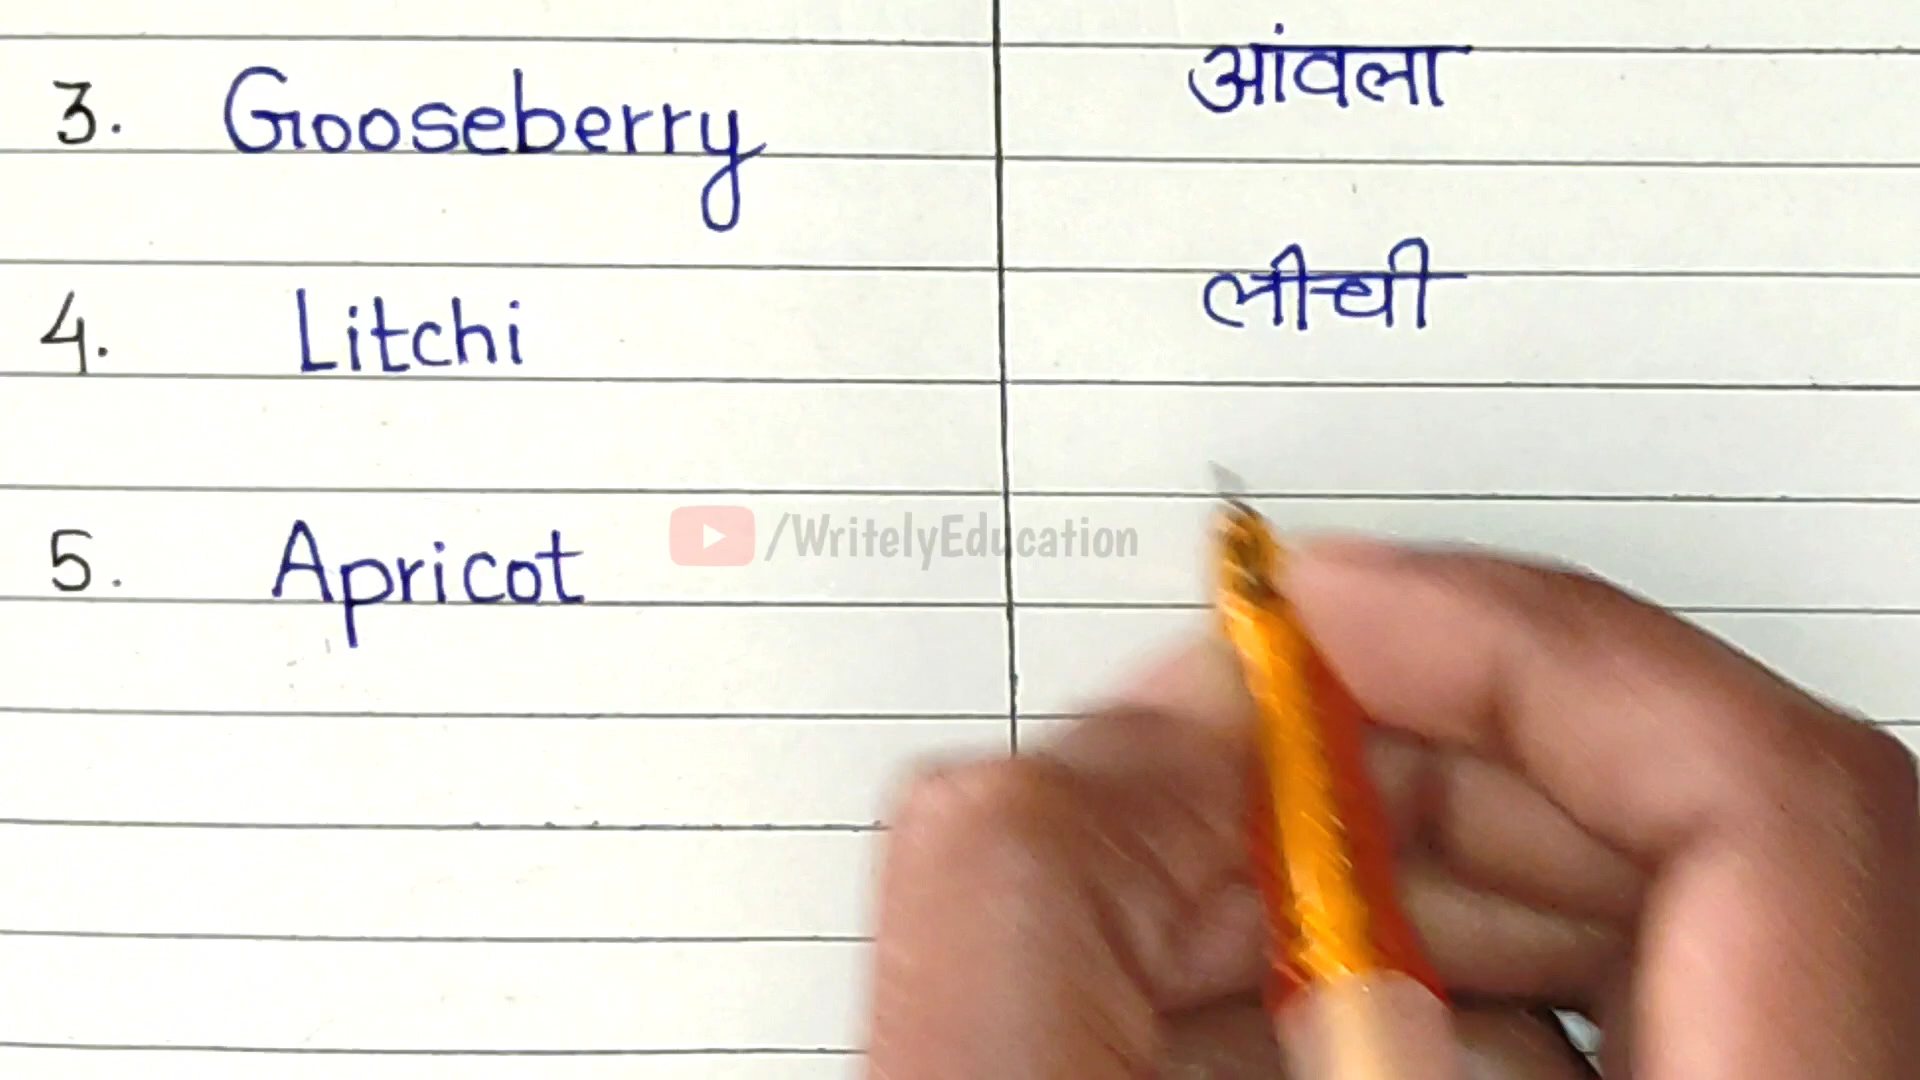 3. Gooseberry आंवला
4. Litchi लीची
5. Apricot
/WritelyEducation